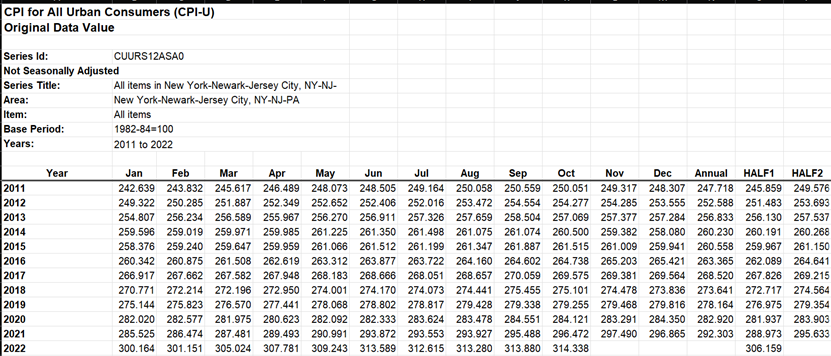 CPI for All Urban Consumers (CPI-U)
Original Data Value
Series Id: CUURS12ASA0
Not Seasonally Adjusted
Series Title: All items in New York-Newark-Jersey City, NY-NJ-
Area: New York-Newark-Jersey City, NY-NJ-PA
Item: All items
Base Period: 1982-84=100
Years: 2011 to 2022
Year Jan Feb Mar Apr May Jun Jul Aug Sep Oct Nov Dec Annual HALF1 HALF2
2011 242.639 243.832 245.617 246.489 248.073 248.505 249.164 250.058 250.559 250.051 249.317 248.307 247.718 245.859 249.576
2012 249.322 250.285 251.887 252.349 252.652 252.406 252.016 253.472 254.554 254.277 254.285 253.555 252.588 251.483 253.693
2013 254.807 256.234 256.589 255.967 256.270 256.911 257.326 257.659 258.504 257.069 257.377 257.284 256.833 256.130 257.537
2014 259.596 259.019 259.971 259.985 261.225 261.350 261.498 261.075 261.074 260.500 259.382 258.080 260.230 260.191 260.268
2015 258.376 259.240 259.647 259.959 261.066 261.512 261.199 261.347 261.887 261.515 261.009 259.941 260.558 259.967 261.150
2016 260.342 260.875 261.508 262.619 263.312 263.877 263.722 264.160 264.602 264.738 265.203 265.421 263.365 262.089 264.641
2017 266.917 267.662 267.582 267.948 268.183 268.666 268.051 268.657 270.059 269.575 269.381 269.564 268.520 267.826 269.215
2018 270.771 272.214 272.196 272.950 274.001 274.170 274.073 274.441 275.455 275.101 274.478 273.836 273.641 272.717 274.564
2019 275.144 275.823 276.570 277.441 278.068 278.802 278.817 279.428 279.338 279.255 279.468 279.816 278.164 276.975 279.354
2020 282.020 282.577 281.975 280.623 282.092 282.333 283.624 283.478 284.551 284.121 283.291 284.350 282.920 281.937 283.903
2021 285.525 286.474 287.481 289.493 290.991 293.872 293.553 293.927 295.488 296.472 297.490 296.865 292.303 288.973 295.633
2022 300.164 301.151 305.024 307.781 309.243 313.589 312.615 313.280 313.880 314.338 306.159